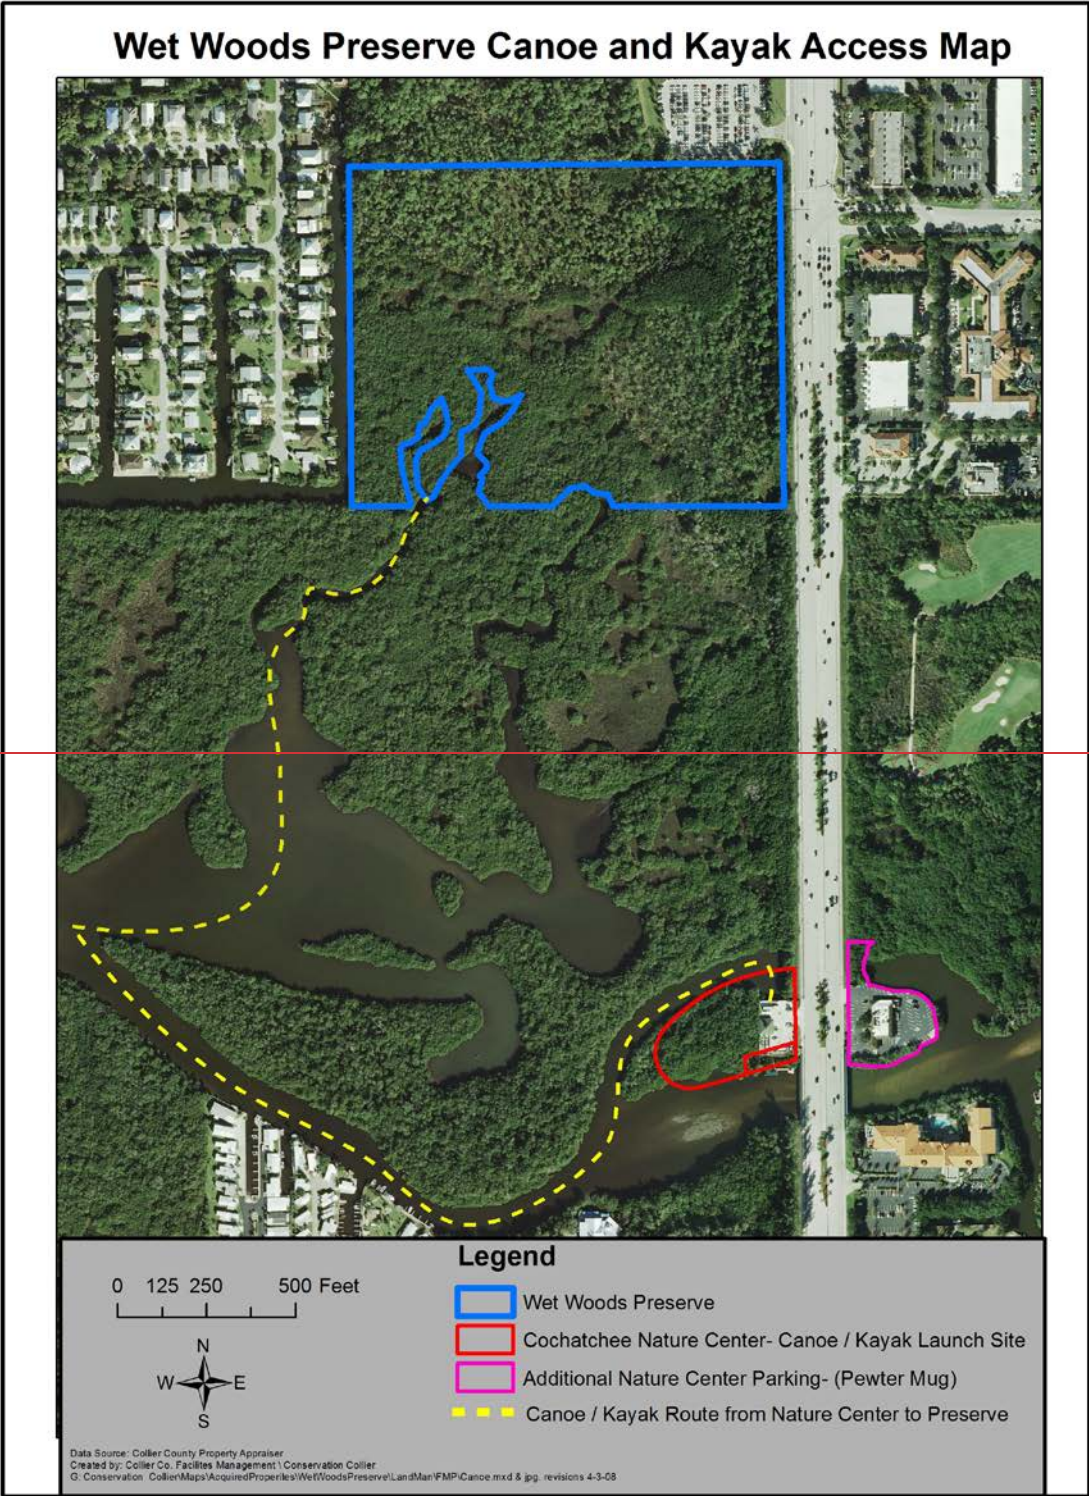 Wet Woods Preserve Canoe and Kayak Access Map
Legend
0 125 250 500 Feet
N
W E
S
Wet Woods Preserve
Cochatchee Nature Center- Canoe / Kayak Launch Site
Additional Nature Center Parking- (Pewter Mug)
Canoe / Kayak Route from Nature Center to Preserve
Data Source: Collier County Property Appraiser
Created by: Collier Co. Facilites Management \ Conservation Collier
G: Conservation Collier\Maps\AcquiredProperiles\WetWoodsPreserve\LandMan\FMP\Canoe.mxd & jpg. revisions 4-3-08